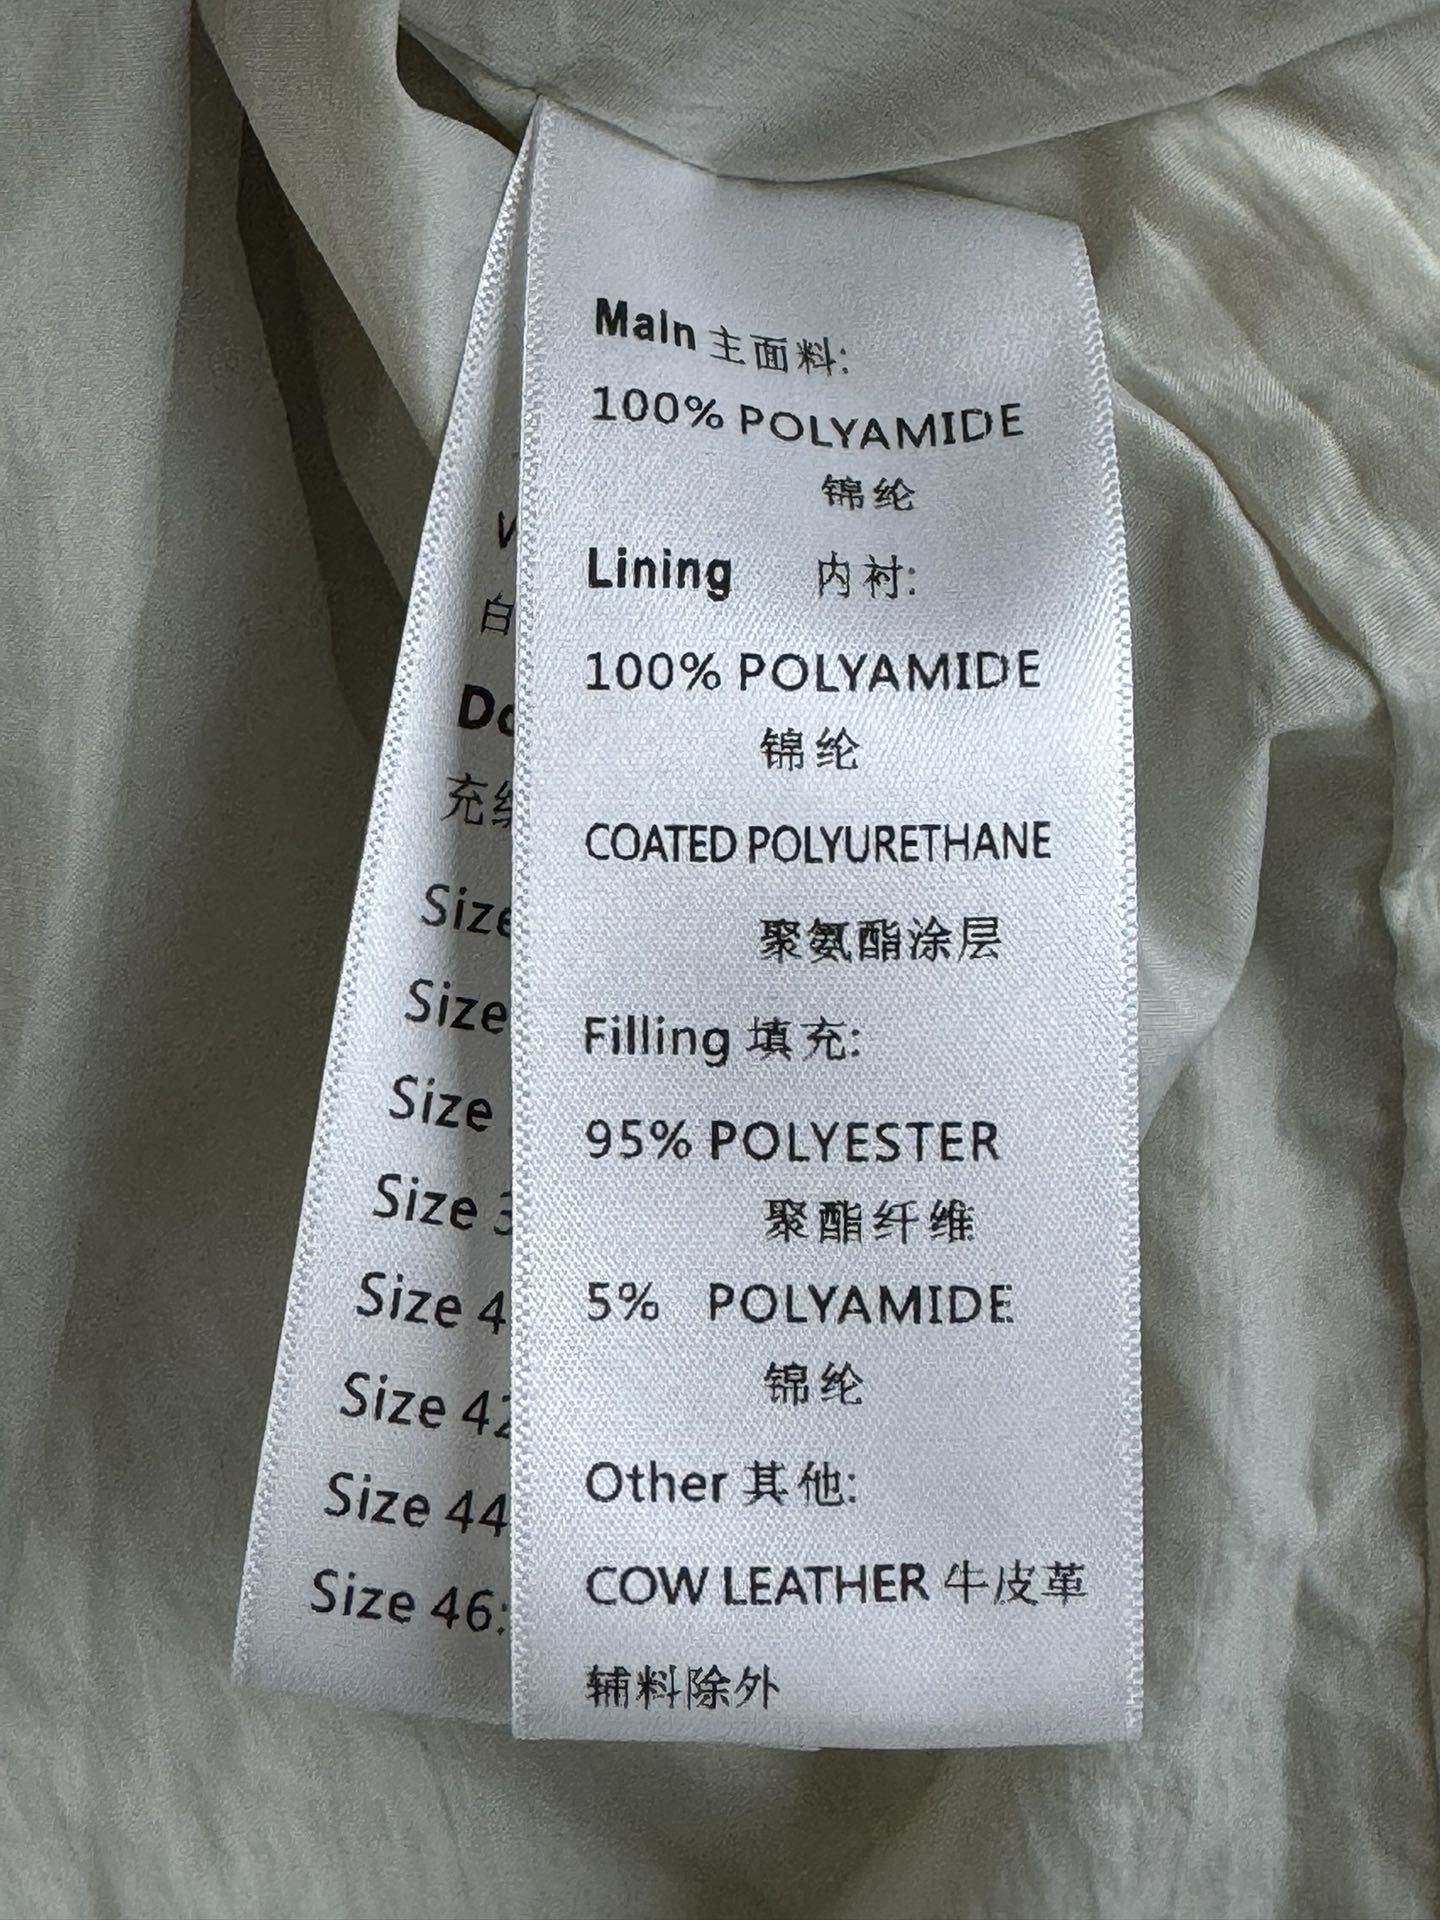 Main 主面料:
100% POLYAMIDE
锦纶
Lining 内衬:
100% POLYAMIDE
锦纶
COATED POLYURETHANE
聚氨酯涂层
Filling 填充:
95% POLYESTER
聚酯纤维
5% POLYAMIDE
锦纶
Other 其他:
COW LEATHER 牛皮革
辅料除外
白
充
Size
Size
Size
Size
Size 4
Size 42
Size 44
Size 46: